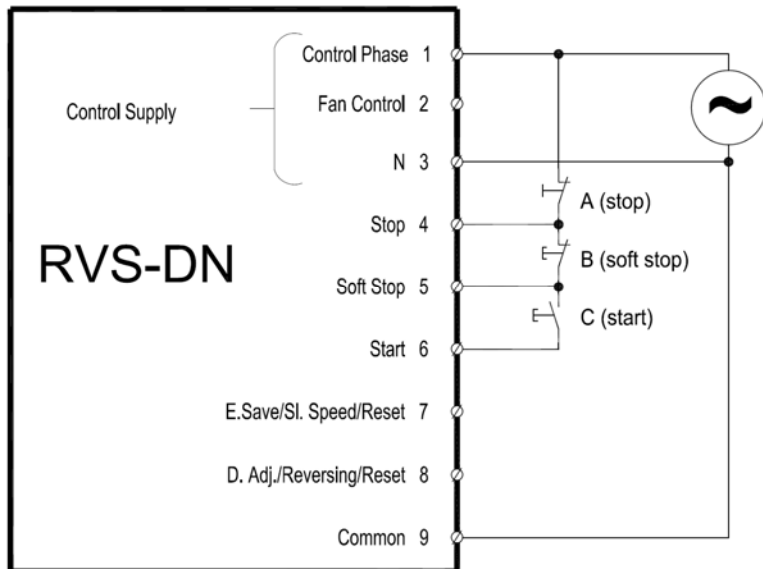 Control Phase 1
Control Supply
Fan Control 2
N 3
A (stop)
Stop 4
RVS-DN
B (soft stop)
Soft Stop 5
C (start)
Start 6
E.Save/Sl. Speed/Reset 7
D. Adj./Reversing/Reset 8
Common 9